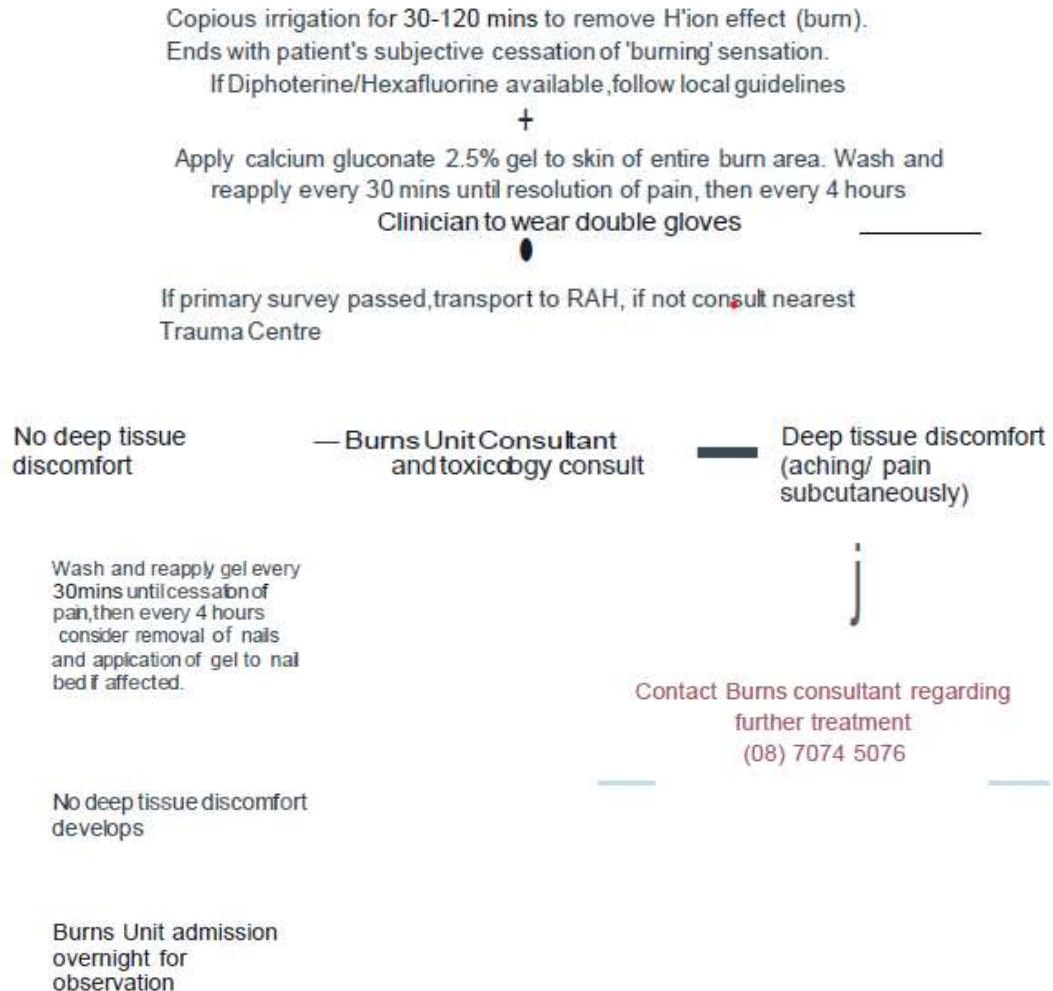 Copious irrigation for 30-120 mins to remove H'ion effect (burn).
Ends with patient's subjective cessation of 'burning' sensation.
If Diphoterine/Hexafluorine available,follow local guidelines
+
Apply calcium gluconate 2.5% gel to skin of entire burn area. Wash and
reapply every 30 mins until resolution of pain, then every 4 hours
Clinician to wear double gloves
If primary survey passed,transport to RAH, if not consult nearest
Trauma Centre
No deep tissue
discomfort
— Burns Unit Consultant
and toxicobgy consult
Deep tissue discomfort
(aching/ pain
subcutaneously)
j
Wash and reapply gel every
30mins until cessation of
pain,then every 4 hours
consider removal of nails
and application of gel to nail
bed if affected.
Contact Burns consultant regarding
further treatment
(08) 7074 5076
No deep tissue discomfort
develops
Burns Unit admission
overnight for
observation